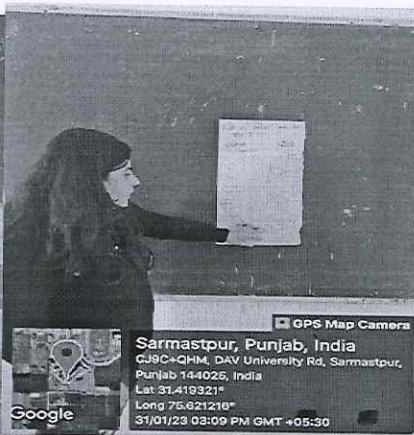 GPS Map Camera
Sarmastpur, Punjab, India
CJ9C+QHM, DAV University Rd, Sarmastpur,
Punjab 144025, India
Lat 31.419321°
Long 75.621216°
31/01/23 03:09 PM GMT +05:30
Google